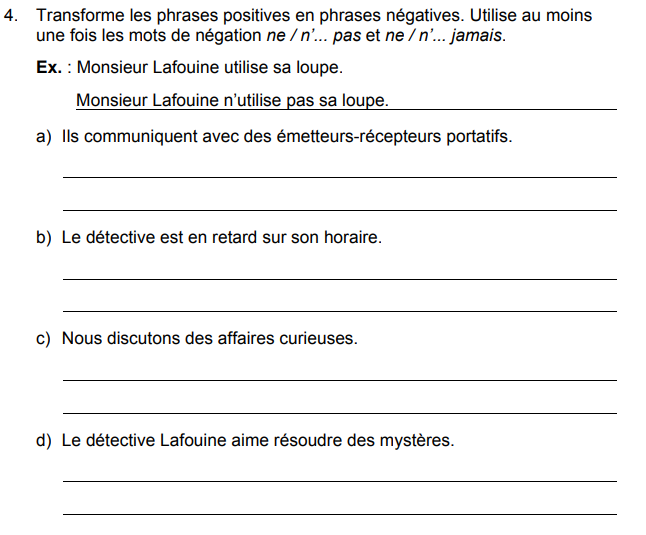 4. Transforme les phrases positives en phrases négatives. Utilise au moins
une fois les mots de négation ne / n'... pas et ne / n'... jamais.
Ex. : Monsieur Lafouine utilise sa loupe.
Monsieur Lafouine n'utilise pas sa loupe.
a) Ils communiquent avec des émetteurs-récepteurs portatifs.
b) Le détective est en retard sur son horaire.
c) Nous discutons des affaires curieuses.
d) Le détective Lafouine aime résoudre des mystères.